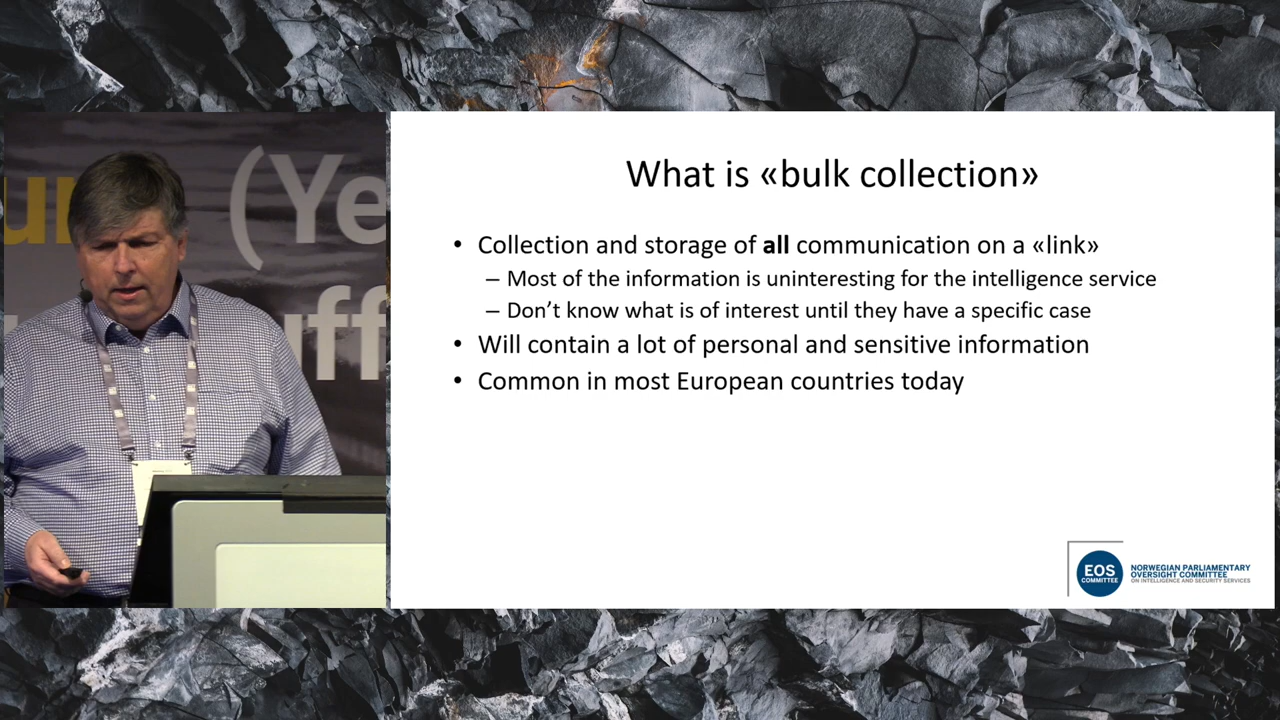 (Ye
What is «bulk collection»
• Collection and storage of all communication on a «link»
– Most of the information is uninteresting for the intelligence service
– Don’t know what is of interest until they have a specific case
• Will contain a lot of personal and sensitive information
• Common in most European countries today
EOS
COMMITTEE
NORWEGIAN PARLIAMENTARY
OVERSIGHT COMMITTEE
ON INTELLIGENCE AND SECURITY SERVICES